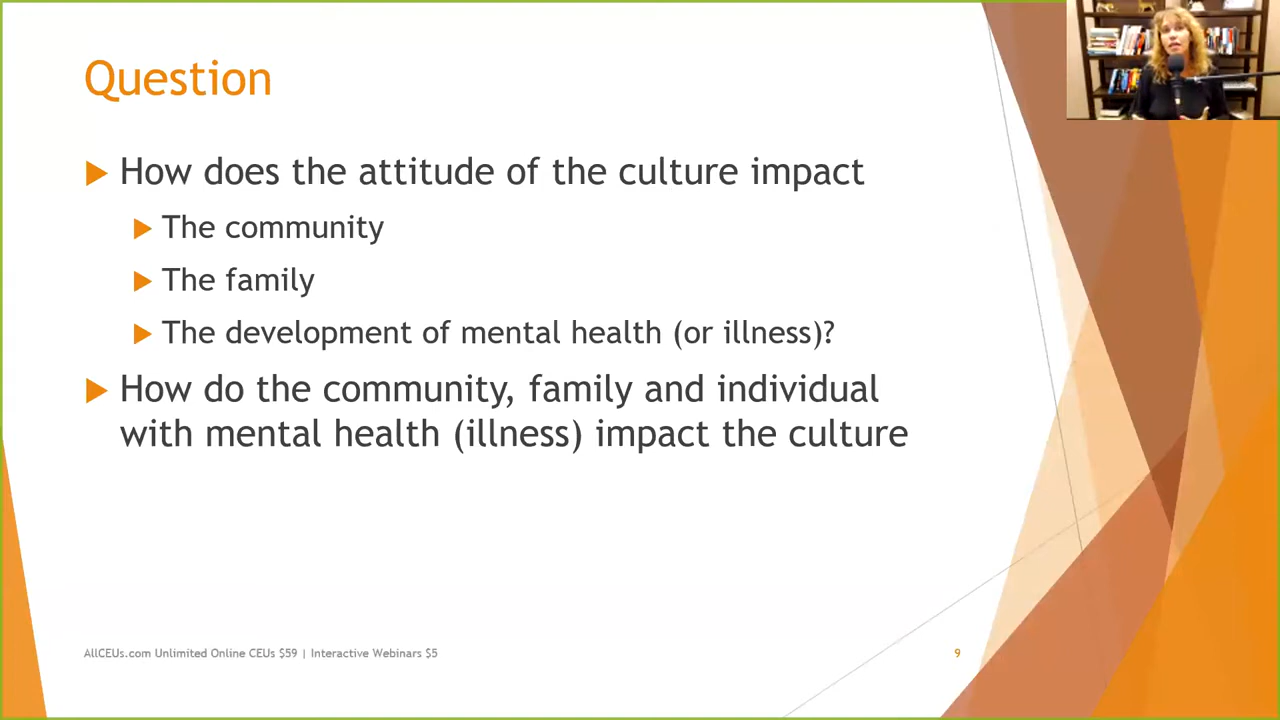 Question
How does the attitude of the culture impact
The community
The family
The development of mental health (or illness)?
How do the community, family and individual
with mental health (illness) impact the culture
AllCEUs.com Unlimited Online CEUs $59 | Interactive Webinars $5
9